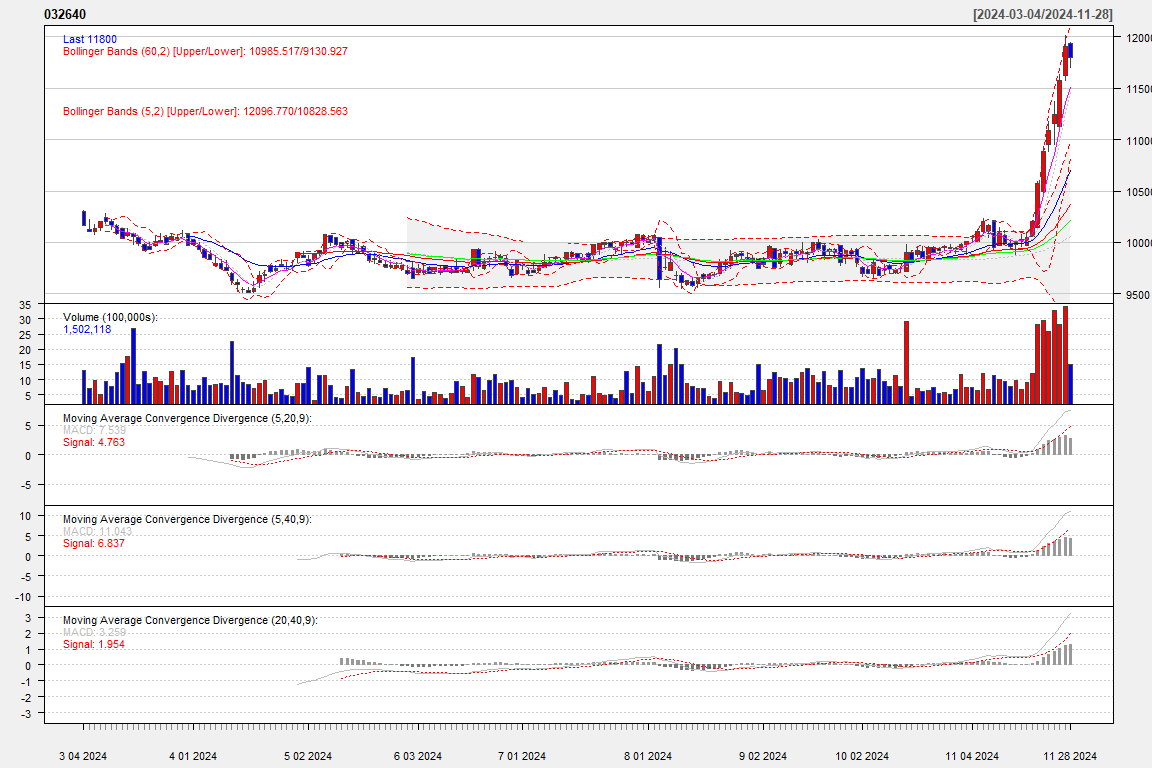 032640 [2024-03-04/2024-11-28]
Last 11800
Bollinger Bands (60,2) [Upper/Lower]: 10985.517/9130.927
Bollinger Bands (5,2) [Upper/Lower]: 12096.770/10828.563
12000
11500
11000
10500
10000
9500
Volume (100,000s):
1,502,118
35
30
25
20
15
10
5
Moving Average Convergence Divergence (5,20,9):
MACD: 7.539
Signal: 4.763
5
0
-5
Moving Average Convergence Divergence (5,40,9):
MACD: 11.043
Signal: 6.837
10
5
0
-5
-10
Moving Average Convergence Divergence (20,40,9):
MACD: 3.259
Signal: 1.954
3
2
1
0
-1
-2
-3
3 04 2024 4 01 2024 5 02 2024 6 03 2024 7 01 2024 8 01 2024 9 02 2024 10 02 2024 11 04 2024 11 28 2024